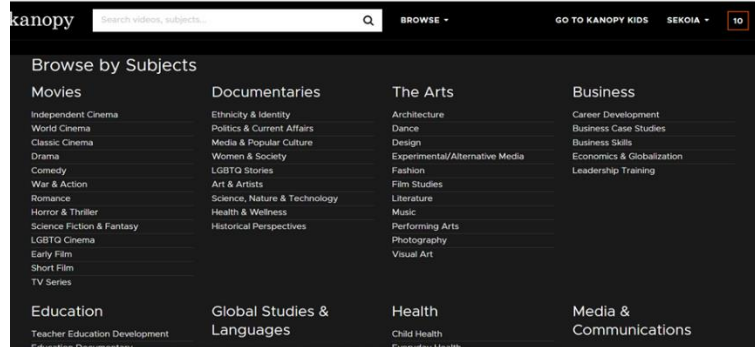 kanopy
Search videos, subjects...
BROWSE
GO TO KANOPY KIDS
SEKOIA
10
Browse by Subjects
Movies
Independent Cinema
World Cinema
Classic Cinema
Drama
Comedy
War & Action
Romance
Horror & Thriller
Science Fiction & Fantasy
LGBTQ Cinema
Early Film
Short Film
TV Series
Documentaries
Ethnicity & Identity
Politics & Current Affairs
Media & Popular Culture
Women & Society
LGBTQ Stories
Art & Artists
Science, Nature & Technology
Health & Wellness
Historical Perspectives
The Arts
Architecture
Dance
Design
Experimental/Alternative Media
Fashion
Film Studies
Literature
Music
Performing Arts
Photography
Visual Art
Business
Career Development
Business Case Studies
Business Skills
Economics & Globalization
Leadership Training
Education
Teacher Education Development
Education Documentary
Global Studies &
Languages
Health
Child Health
Everyday Health
Media &
Communications